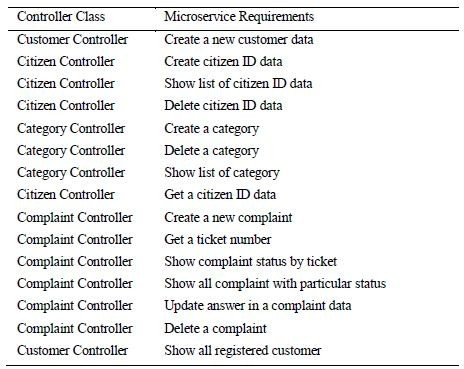 Controller Class Microservice Requirements
Customer Controller Create a new customer data
Citizen Controller Create citizen ID data
Citizen Controller Show list of citizen ID data
Citizen Controller Delete citizen ID data
Category Controller Create a category
Category Controller Delete a category
Category Controller Show list of category
Citizen Controller Get a citizen ID data
Complaint Controller Create a new complaint
Complaint Controller Get a ticket number
Complaint Controller Show complaint status by ticket
Complaint Controller Show all complaint with particular status
Complaint Controller Update answer in a complaint data
Complaint Controller Delete a complaint
Customer Controller Show all registered customer